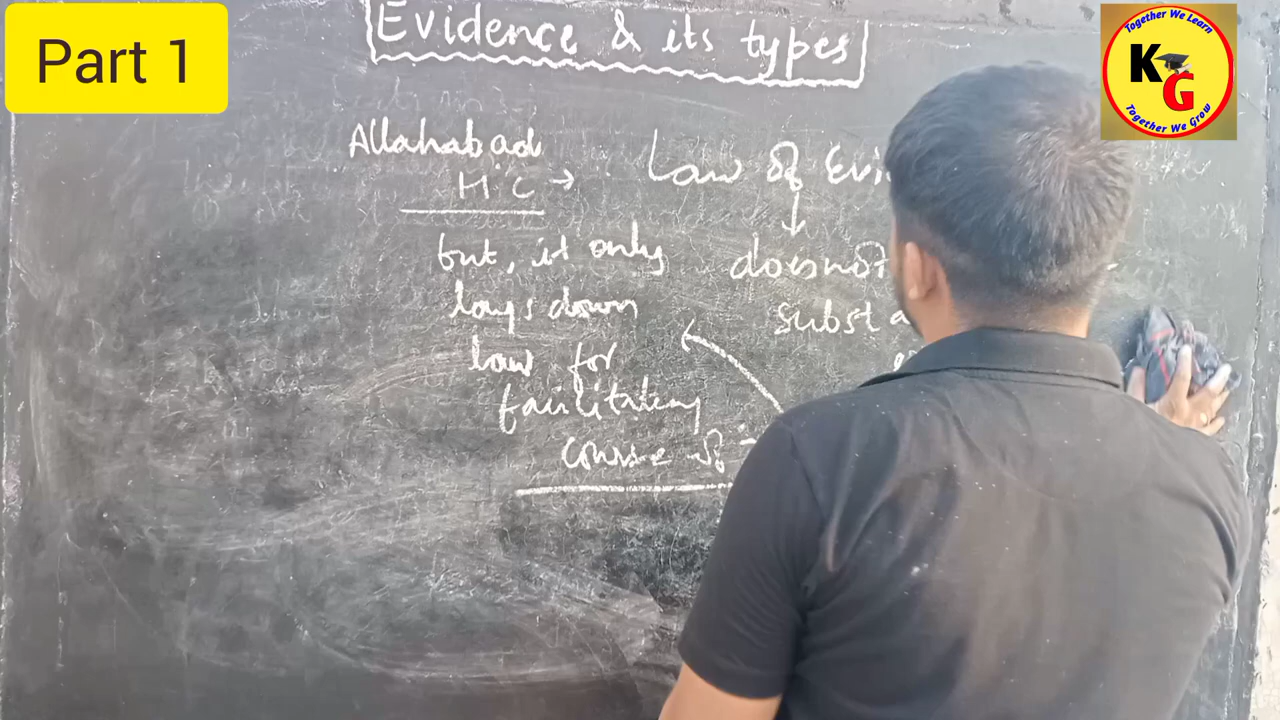 Part 1
Evidence & its types
Together We Learn
KG
Together We Grow
Allahabad
H C → Law of Evi
but, it only
lays down
law for
facilitating
course of
doesnot
subst